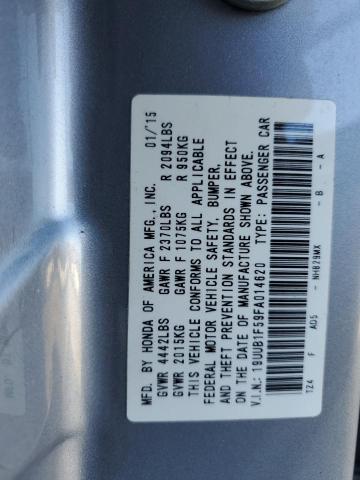 MFD. BY HONDA OF AMERICA MFG., INC. 01/15
GVWR 4442LBS GAWR F 2370LBS R 2094LBS
GVWR 2015KG GAWR F 1075KG R 950KG
THIS VEHICLE CONFORMS TO ALL APPLICABLE
FEDERAL MOTOR VEHICLE SAFETY, BUMPER,
AND THEFT PREVENTION STANDARDS IN EFFECT
ON THE DATE OF MANUFACTURE SHOWN ABOVE.
V.I.N.: 19UUB1F59FA014620 TYPE: PASSENGER CAR
TZ4 F AD5 - NH829MX - B - A